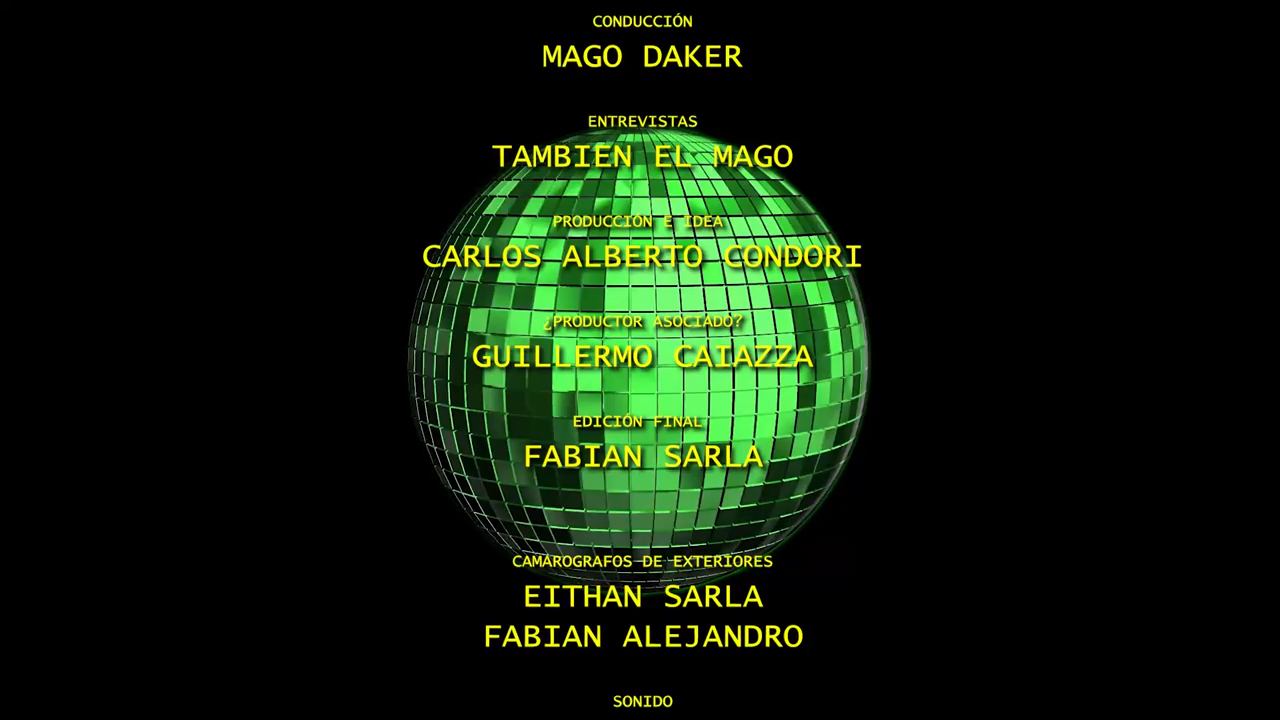 CONDUCCIÓN
MAGO DAKER
ENTREVISTAS
TAMBIEN EL MAGO
PRODUCCION E IDEA
CARLOS ALBERTO CONDORI
¿PRODUCTOR ASOCIADO?
GUILLERMO CAIAZZA
EDICIÓN FINAL
FABIAN SARLA
CAMAROGRAFOS DE EXTERIORES
EITHAN SARLA
FABIAN ALEJANDRO
SONIDO